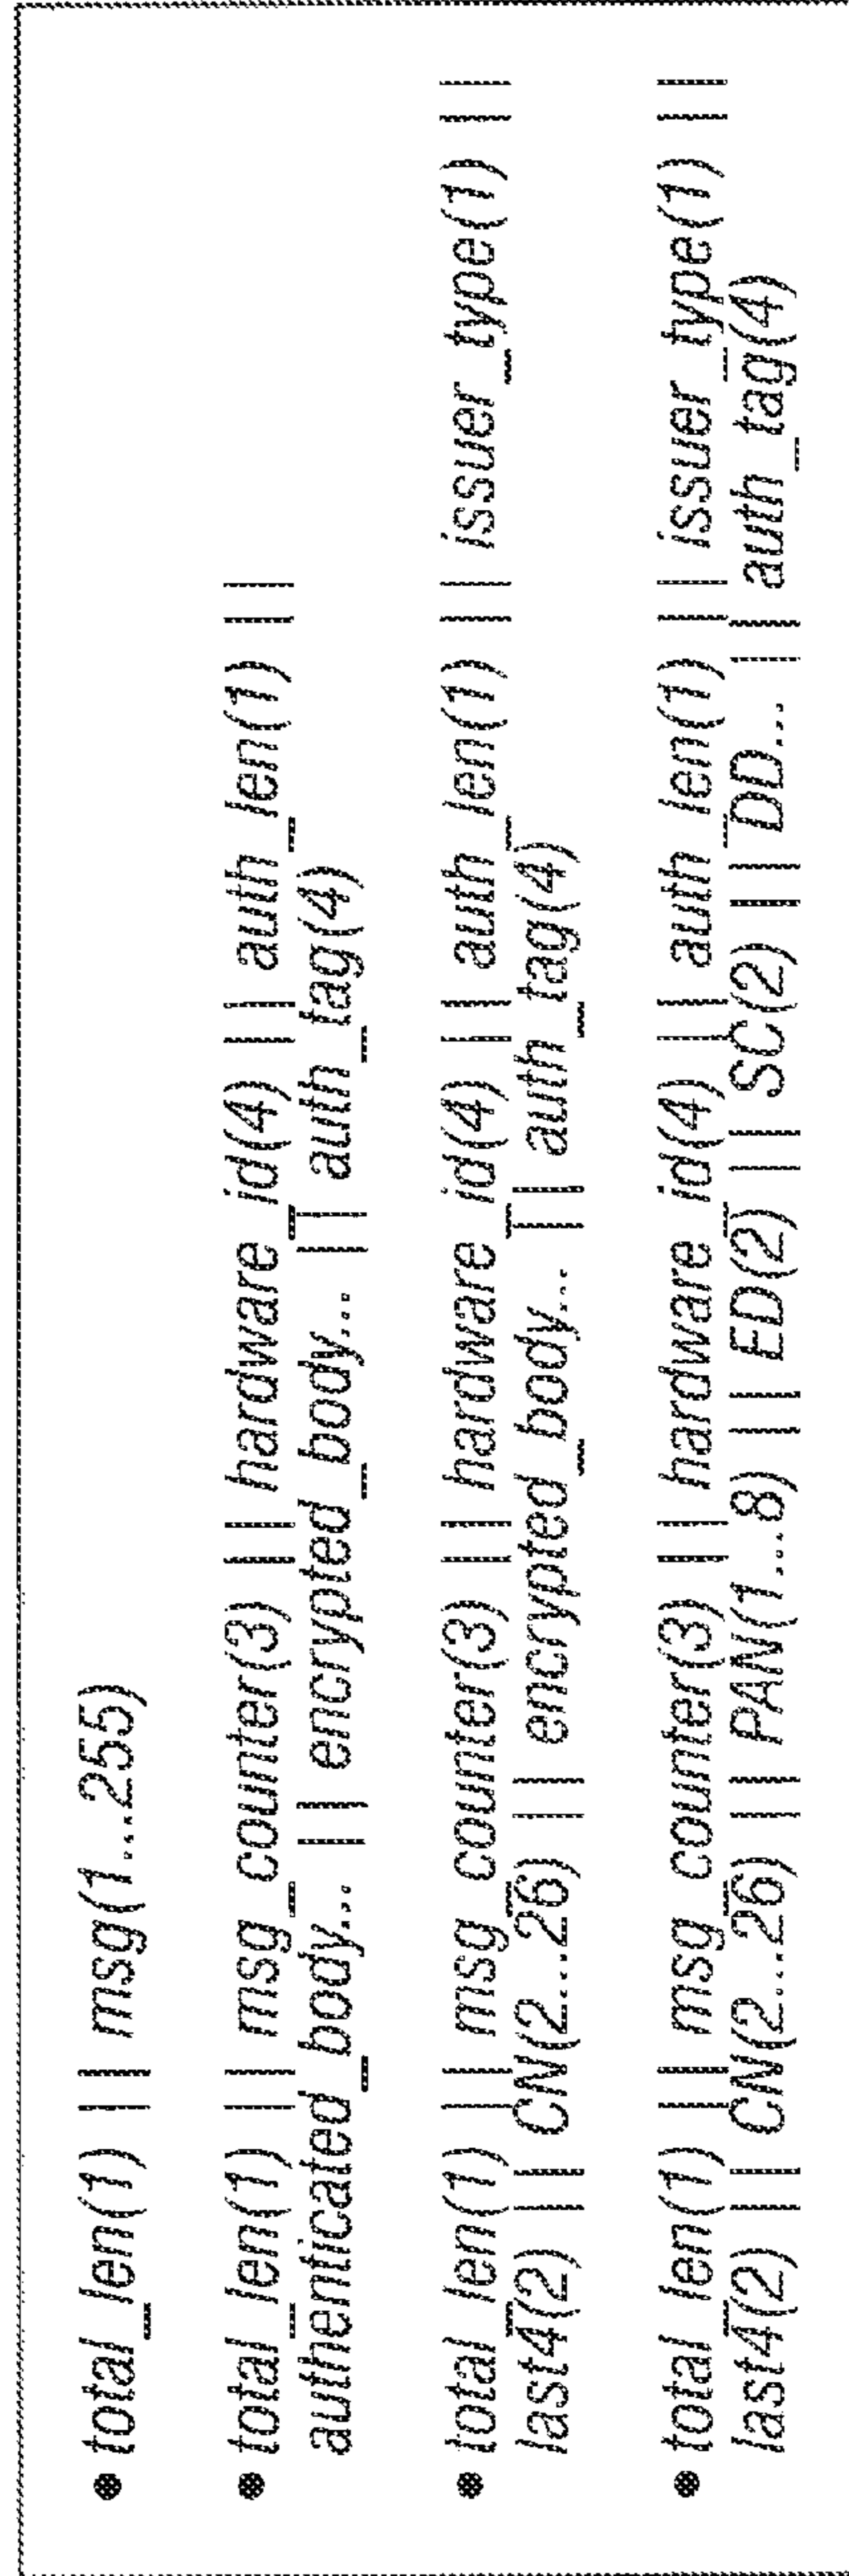 ● total_len(1) || msg(1...255)
● total_len(1) || msg_counter(3) || hardware_id(4) || auth_len(1) ||
authenticated_body... || encrypted_body... || auth_tag(4)
● total_len(1) || msg_counter(3) || hardware_id(4) || auth_len(1) || issuer_type(1) ||
last4(2) || CN(2...26) || encrypted_body... || auth_tag(4)
● total_len(1) || msg_counter(3) || hardware_id(4) || auth_len(1) || issuer_type(1) ||
last4(2) || CN(2...26) || PAN(1...8) || ED(2) || SC(2) || DD... || auth_tag(4)